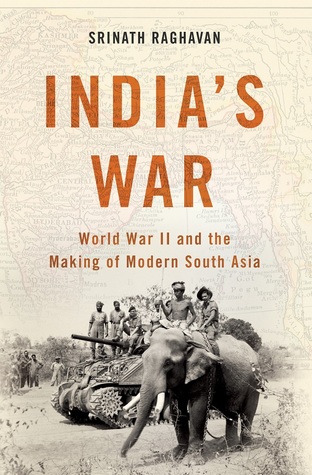 SRINATH RAGHAVAN
INDIA'S
WAR
World War II and the
Making of Modern South Asia